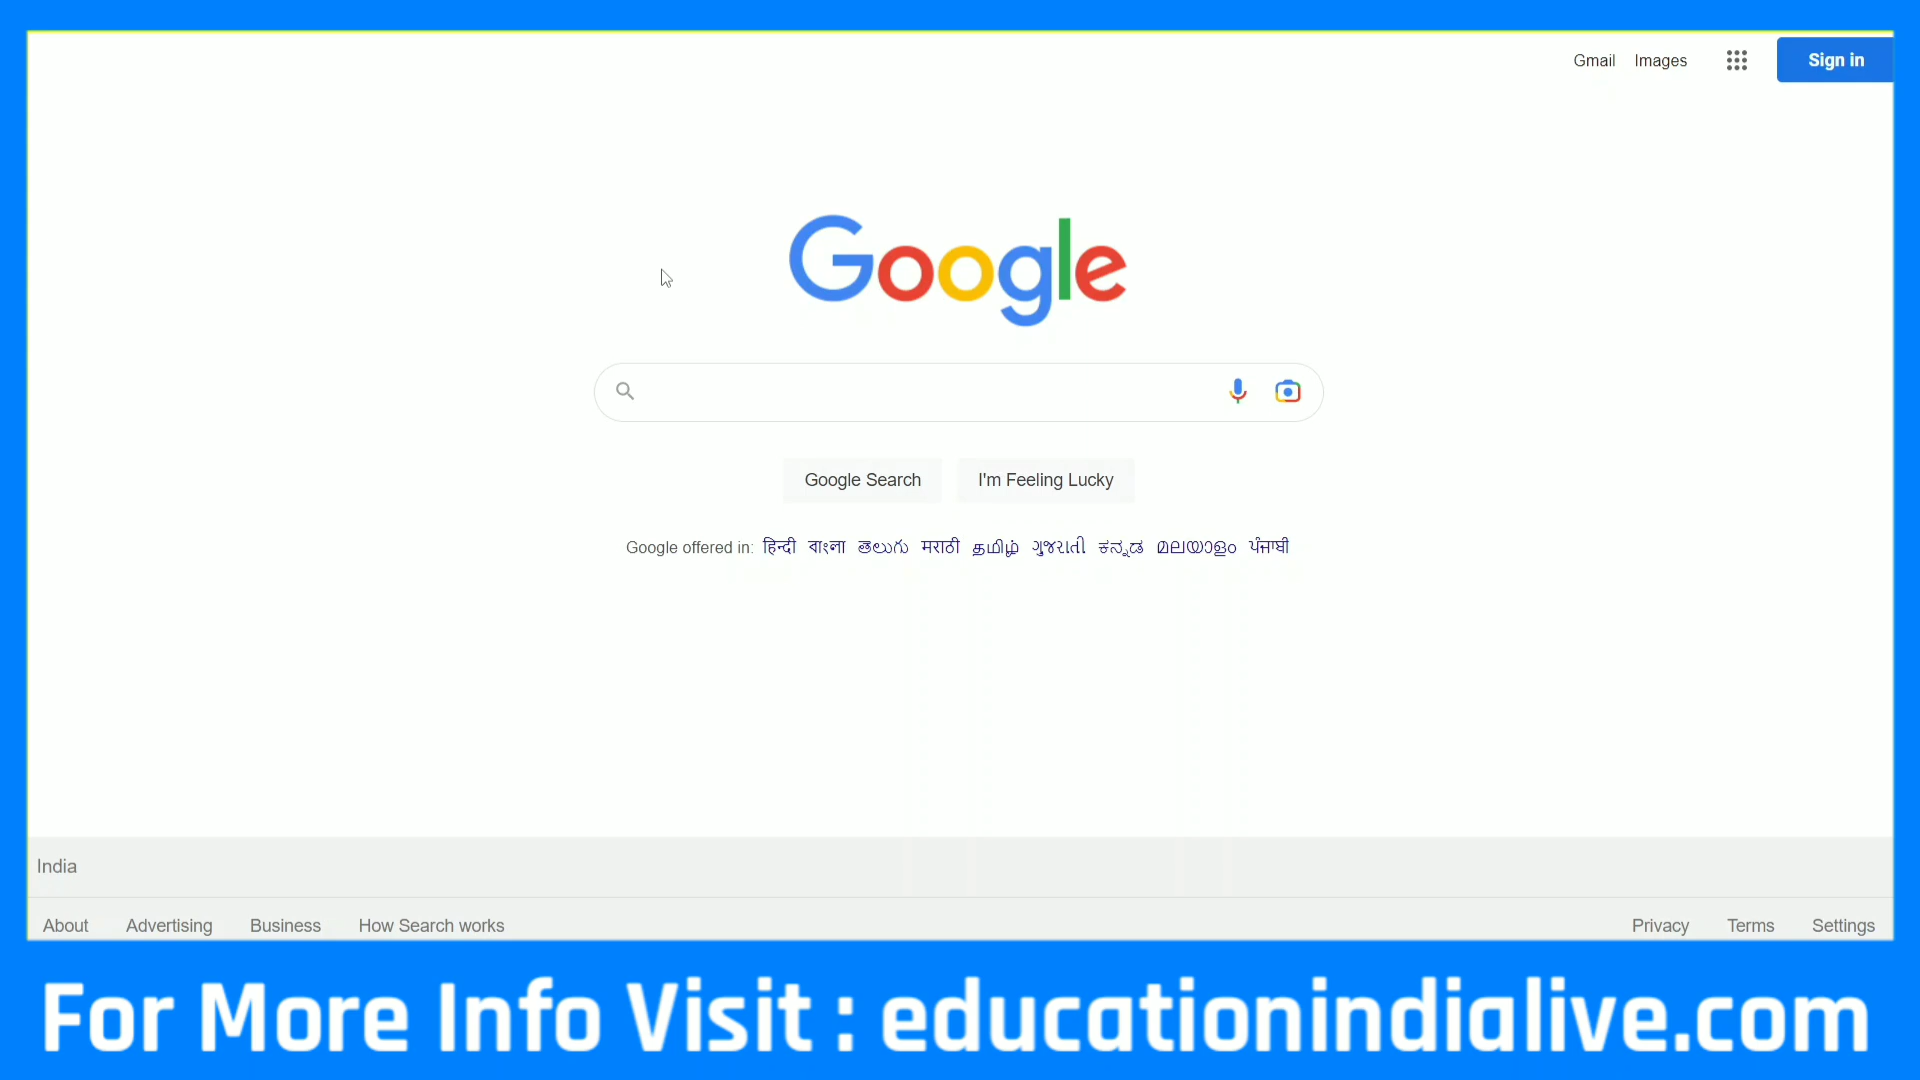 Gmail Images Sign in
Google
Google Search I'm Feeling Lucky
Google offered in: हिन्दी বাংলা తెలుగు मराठी தமிழ் ગુજરાતી ಕನ್ನಡ മലയാളം ਪੰਜਾਬੀ
India
About Advertising Business How Search works Privacy Terms Settings
For More Info Visit : educationindialive.com